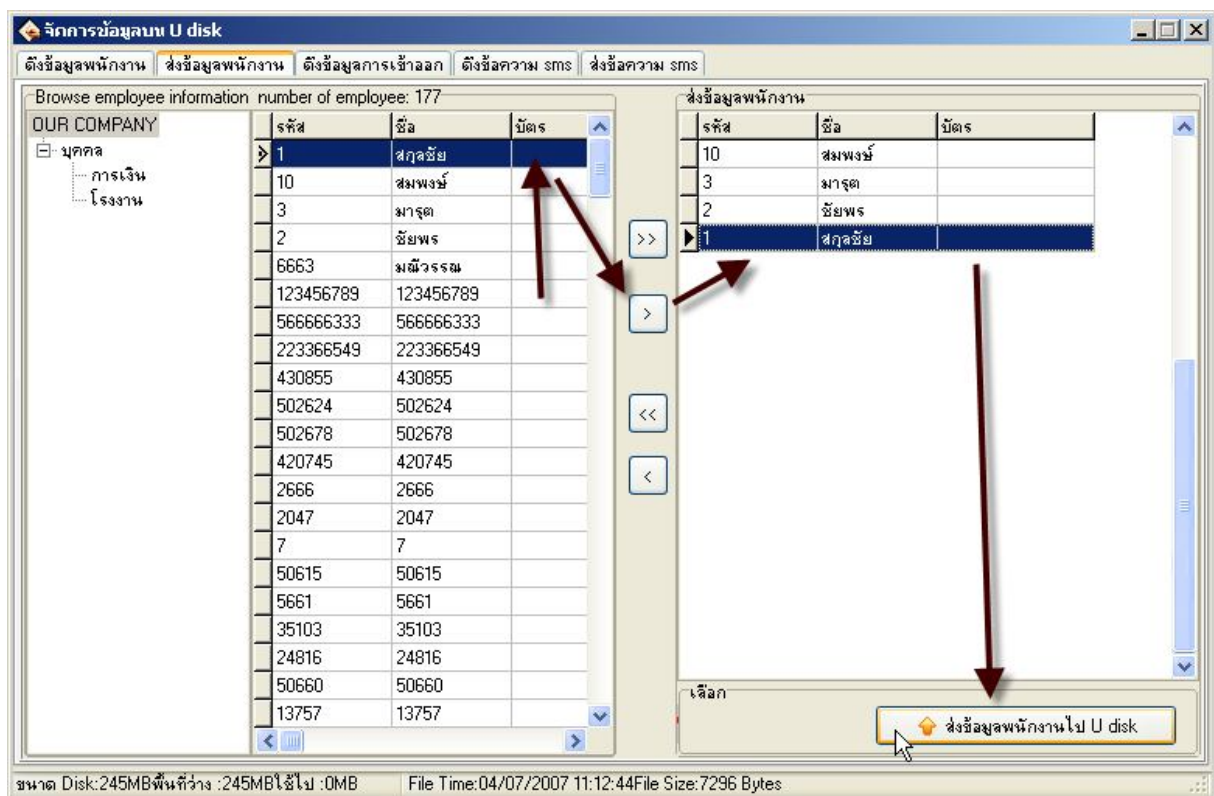 จัดการข้อมูลบน U disk
ดึงข้อมูลพนักงาน ส่งข้อมูลพนักงาน ดึงข้อมูลการเข้าออก ดึงข้อความ sms ส่งข้อความ sms
Browse employee information number of employee: 177
OUR COMPANY
บุคคล
การเงิน
โรงงาน
รหัส ชื่อ บัตร
1 สกุลชัย
10 สมพงษ์
3 มารุต
2 ชัยพร
6663 มณีวรรณ
123456789 123456789
566666333 566666333
223366549 223366549
430855 430855
502624 502624
502678 502678
420745 420745
2666 2666
2047 2047
7 7
50615 50615
5661 5661
35103 35103
24816 24816
50660 50660
13757 13757
>>
>
<<
<
ส่งข้อมูลพนักงาน
รหัส ชื่อ บัตร
10 สมพงษ์
3 มารุต
2 ชัยพร
1 สกุลชัย
เลือก
ส่งข้อมูลพนักงานไป U disk
ขนาด Disk:245MBพื้นที่ว่าง :245MBใช้ไป :0MB File Time:04/07/2007 11:12:44File Size:7296 Bytes